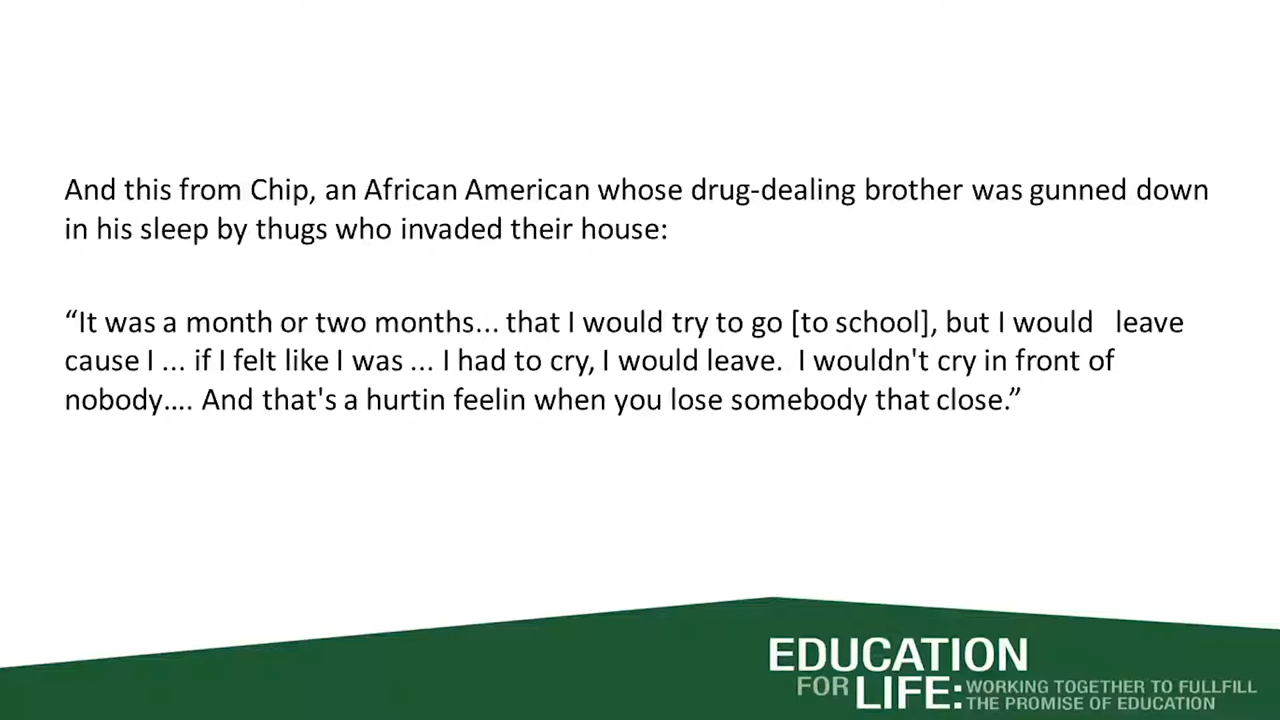 And this from Chip, an African American whose drug-dealing brother was gunned down
in his sleep by thugs who invaded their house:
“It was a month or two months... that I would try to go [to school], but I would leave
cause I ... if I felt like I was ... I had to cry, I would leave. I wouldn't cry in front of
nobody.... And that's a hurtin feelin when you lose somebody that close.”
EDUCATION
FOR LIFE: WORKING TOGETHER TO FULLFILL
THE PROMISE OF EDUCATION